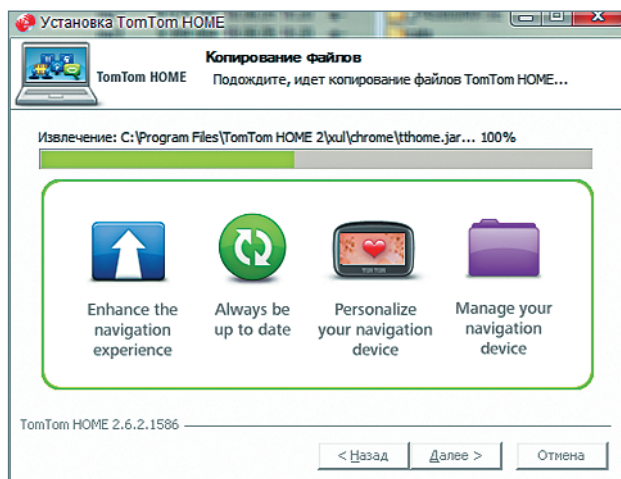 Установка TomTom HOME
TomTom HOME
Копирование файлов
Подождите, идет копирование файлов TomTom HOME...
Извлечение: C:\Program Files\TomTom HOME 2\xul\chrome\tthome.jar... 100%
TOMTOM
Enhance the
navigation
experience
Always be
up to date
Personalize
your navigation
device
Manage your
navigation
device
TomTom HOME 2.6.2.1586
< Назад
Далее >
Отмена